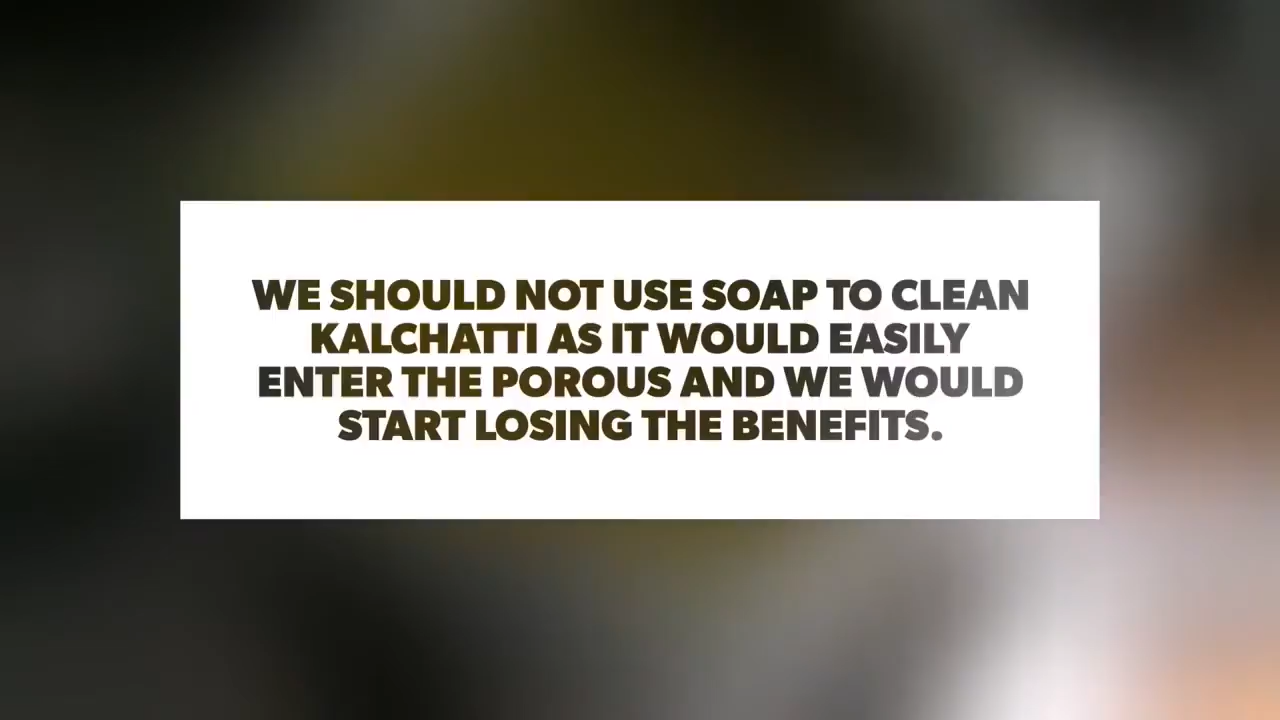 WE SHOULD NOT USE SOAP TO CLEAN
KALCHATTI AS IT WOULD EASILY
ENTER THE POROUS AND WE WOULD
START LOSING THE BENEFITS.